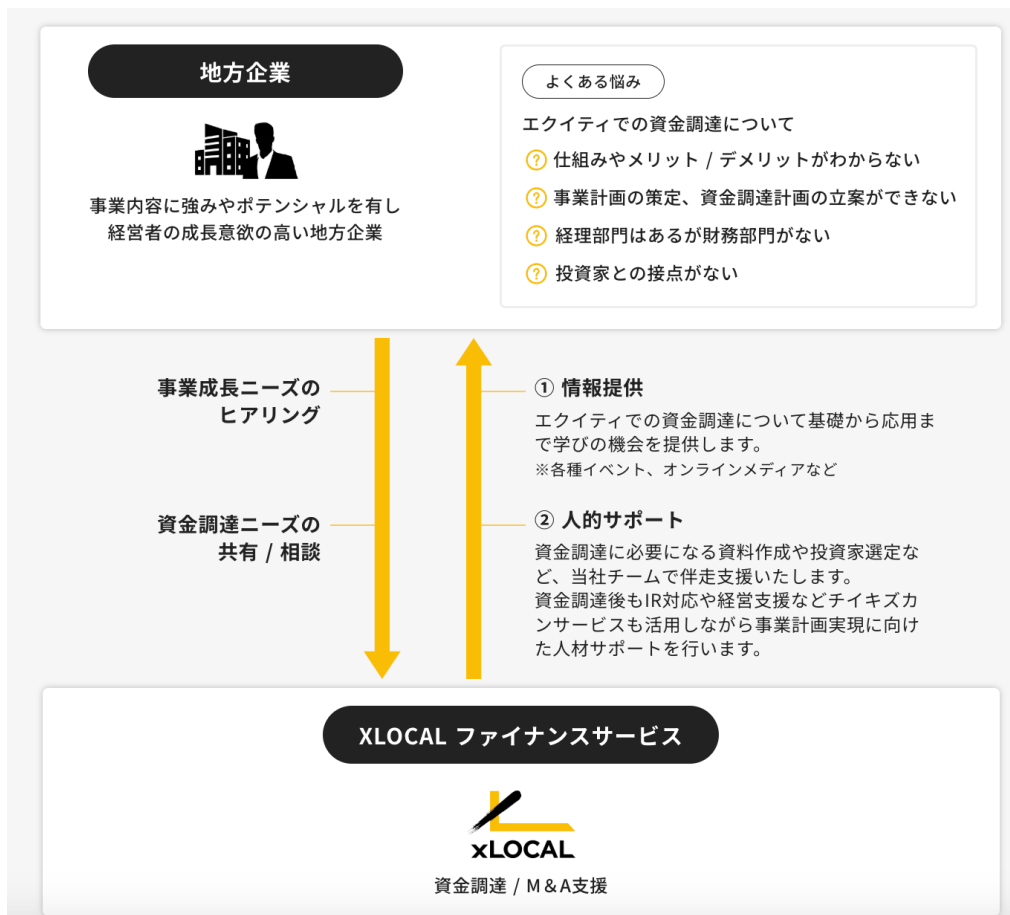 地方企業
事業内容に強みやポテンシャルを有し
経営者の成長意欲の高い地方企業
よくある悩み
エクイティでの資金調達について
? 仕組みやメリット / デメリットがわからない
? 事業計画の策定、資金調達計画の立案ができない
? 経理部門はあるが財務部門がない
? 投資家との接点がない
事業成長ニーズの
ヒアリング
資金調達ニーズの
共有 / 相談
① 情報提供
エクイティでの資金調達について基礎から応用ま
で学びの機会を提供します。
※各種イベント、オンラインメディアなど
② 人的サポート
資金調達に必要になる資料作成や投資家選定な
ど、当社チームで伴走支援いたします。
資金調達後もIR対応や経営支援などチイキズカ
ンサービスも活用しながら事業計画実現に向け
た人材サポートを行います。
XLOCAL ファイナンスサービス
xLOCAL
資金調達 / M&A支援